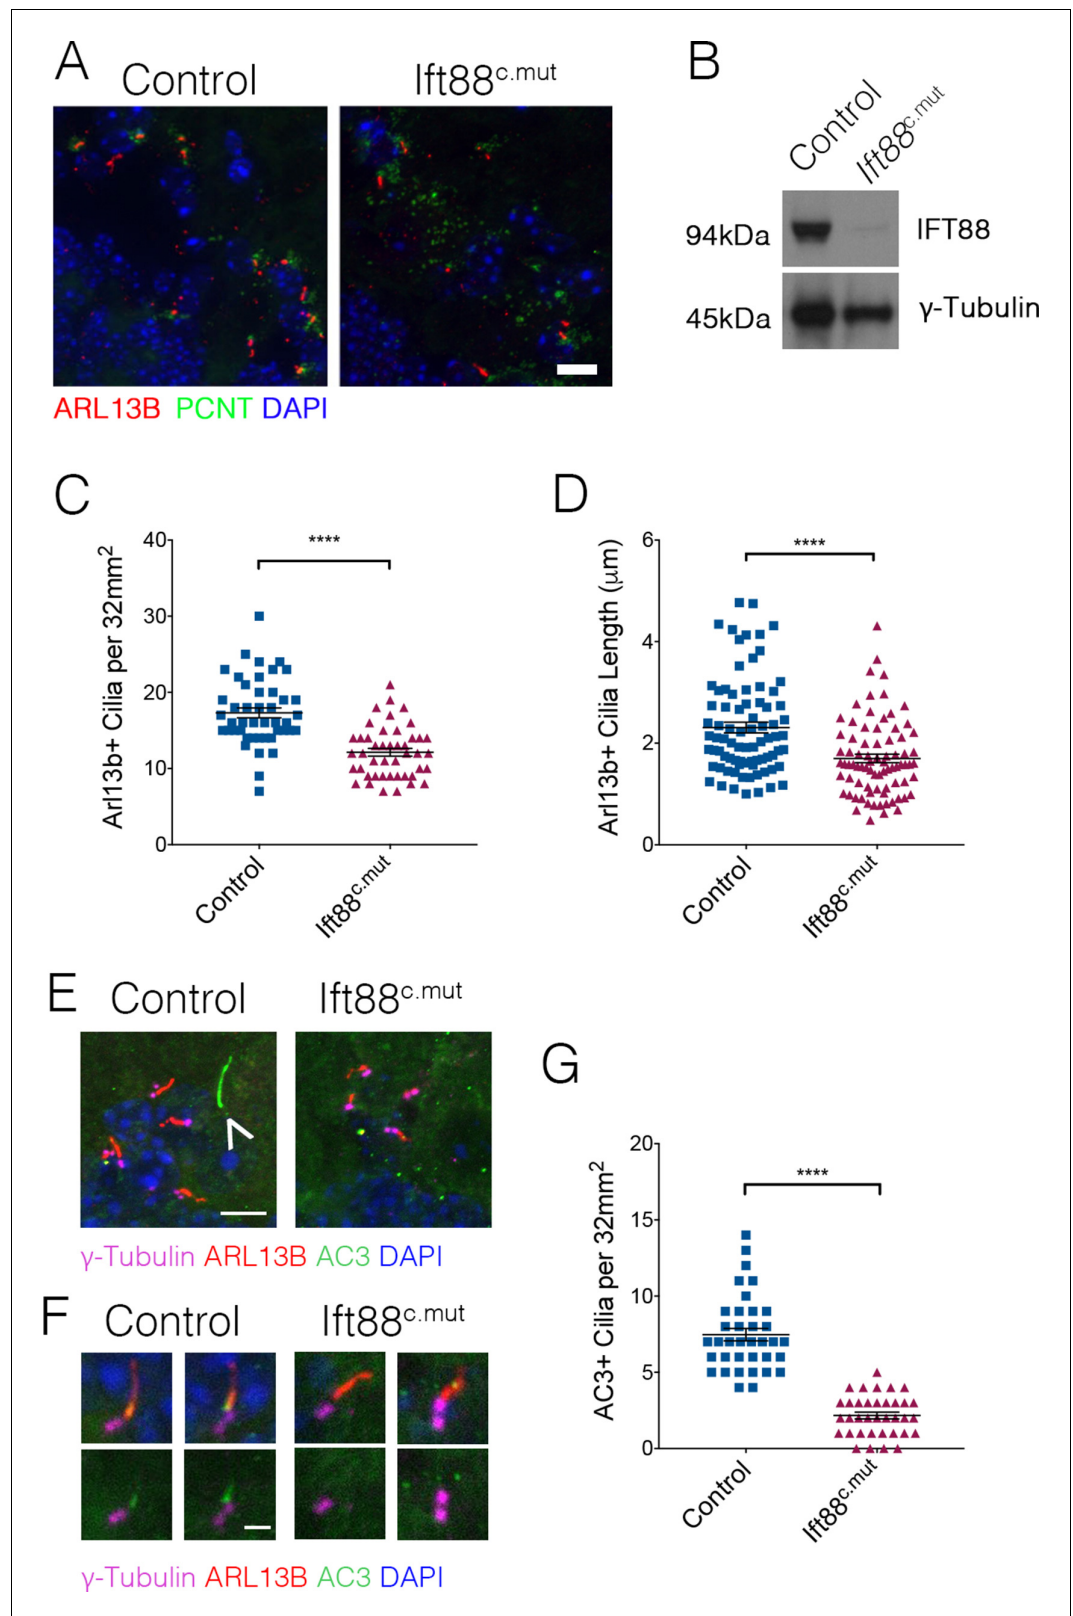 A
Control
Ift88c.mut
ARL13B PCNT DAPI
B
Control
Ift88c.mut
94kDa
IFT88
45kDa
γ-Tubulin
C
Arl13b+ Cilia per 32mm2
40
30
20
10
0
****
Control
Ift88c.mut
D
Arl13b+ Cilia Length (μm)
6
4
2
0
****
Control
Ift88c.mut
E
Control
Ift88c.mut
γ-Tubulin ARL13B AC3 DAPI
F
Control
Ift88c.mut
γ-Tubulin ARL13B AC3 DAPI
G
AC3+ Cilia per 32mm2
20
15
10
5
0
****
Control
Ift88c.mut